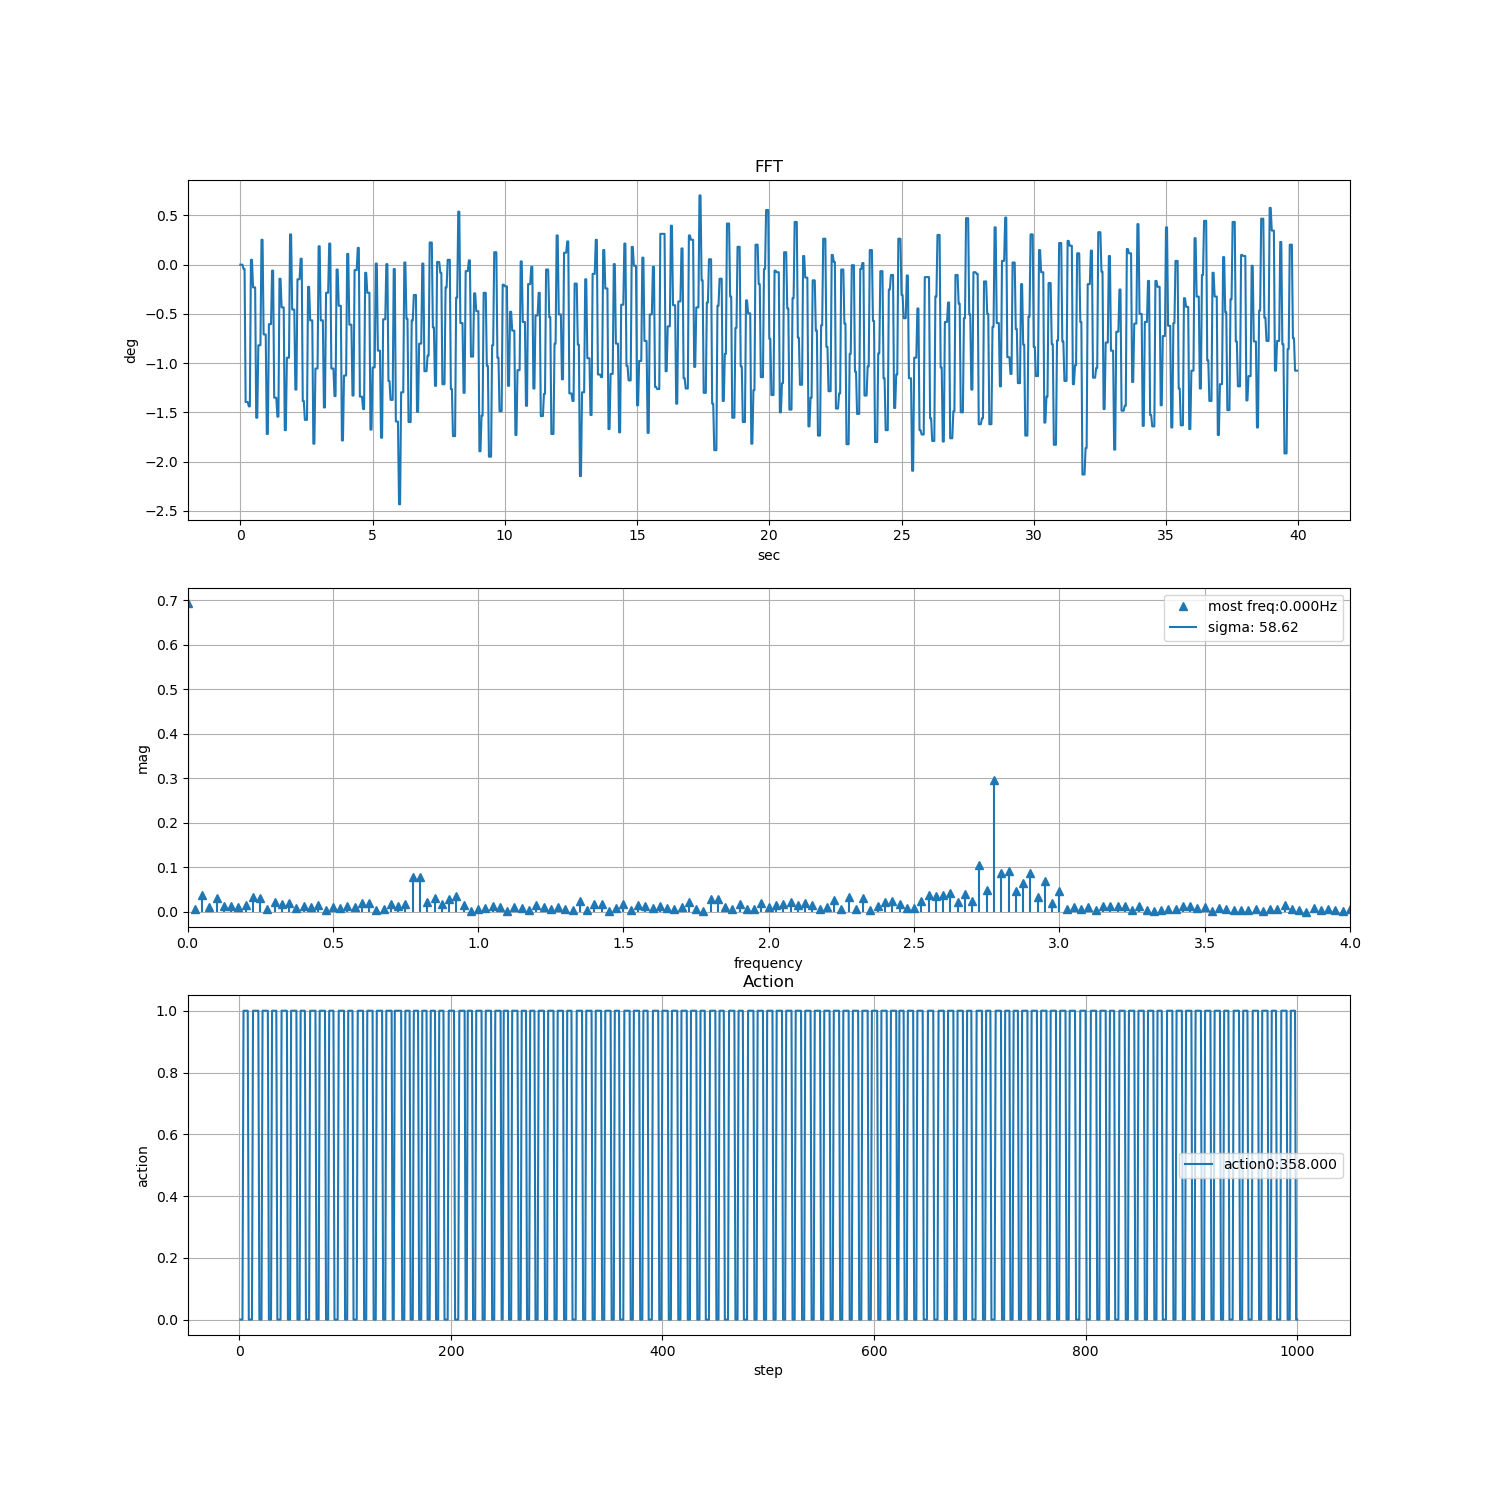 FFT
0.5
0.0
−0.5
−1.0
−1.5
−2.0
−2.5
deg
0 5 10 15 20 25 30 35 40
sec
0.7
0.6
0.5
0.4
0.3
0.2
0.1
0.0
mag
most freq:0.000Hz
sigma: 58.62
0.0 0.5 1.0 1.5 2.0 2.5 3.0 3.5 4.0
frequency
Action
1.0
0.8
0.6
0.4
0.2
0.0
action
action0:358.000
0 200 400 600 800 1000
step